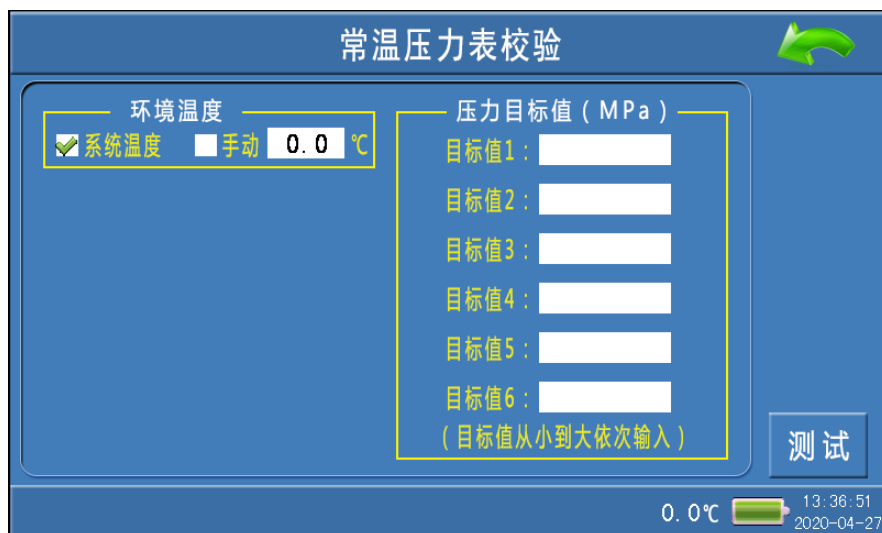 常温压力表校验
环境温度
系统温度 手动 0.0 ℃
压力目标值(MPa)
目标值1:
目标值2:
目标值3:
目标值4:
目标值5:
目标值6:
(目标值从小到大依次输入)
测试
0.0℃
13:36:51
2020-04-27